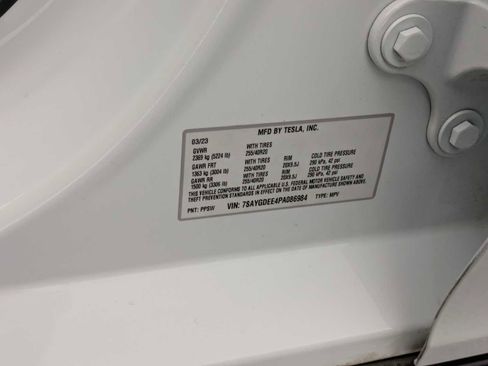 MFD BY TESLA, INC.
03/23
GVWR WITH TIRES
2369 kg (5224 lb) 255/40R20
GAWR FRT WITH TIRES RIM COLD TIRE PRESSURE
1363 kg (3004 lb) 255/40R20 20X9.5J 290 kPa, 42 psi
GAWR RR WITH TIRES RIM COLD TIRE PRESSURE
1500 kg (3306 lb) 255/40R20 20X9.5J 290 kPa, 42 psi
THIS VEHICLE CONFORMS TO ALL APPLICABLE U.S. FEDERAL MOTOR VEHICLE SAFETY AND
THEFT PREVENTION STANDARDS IN EFFECT ON THE DATE OF MANUFACTURE SHOWN ABOVE.
PNT: PPSW VIN: 7SAYGDEE4PA086984 TYPE: MPV